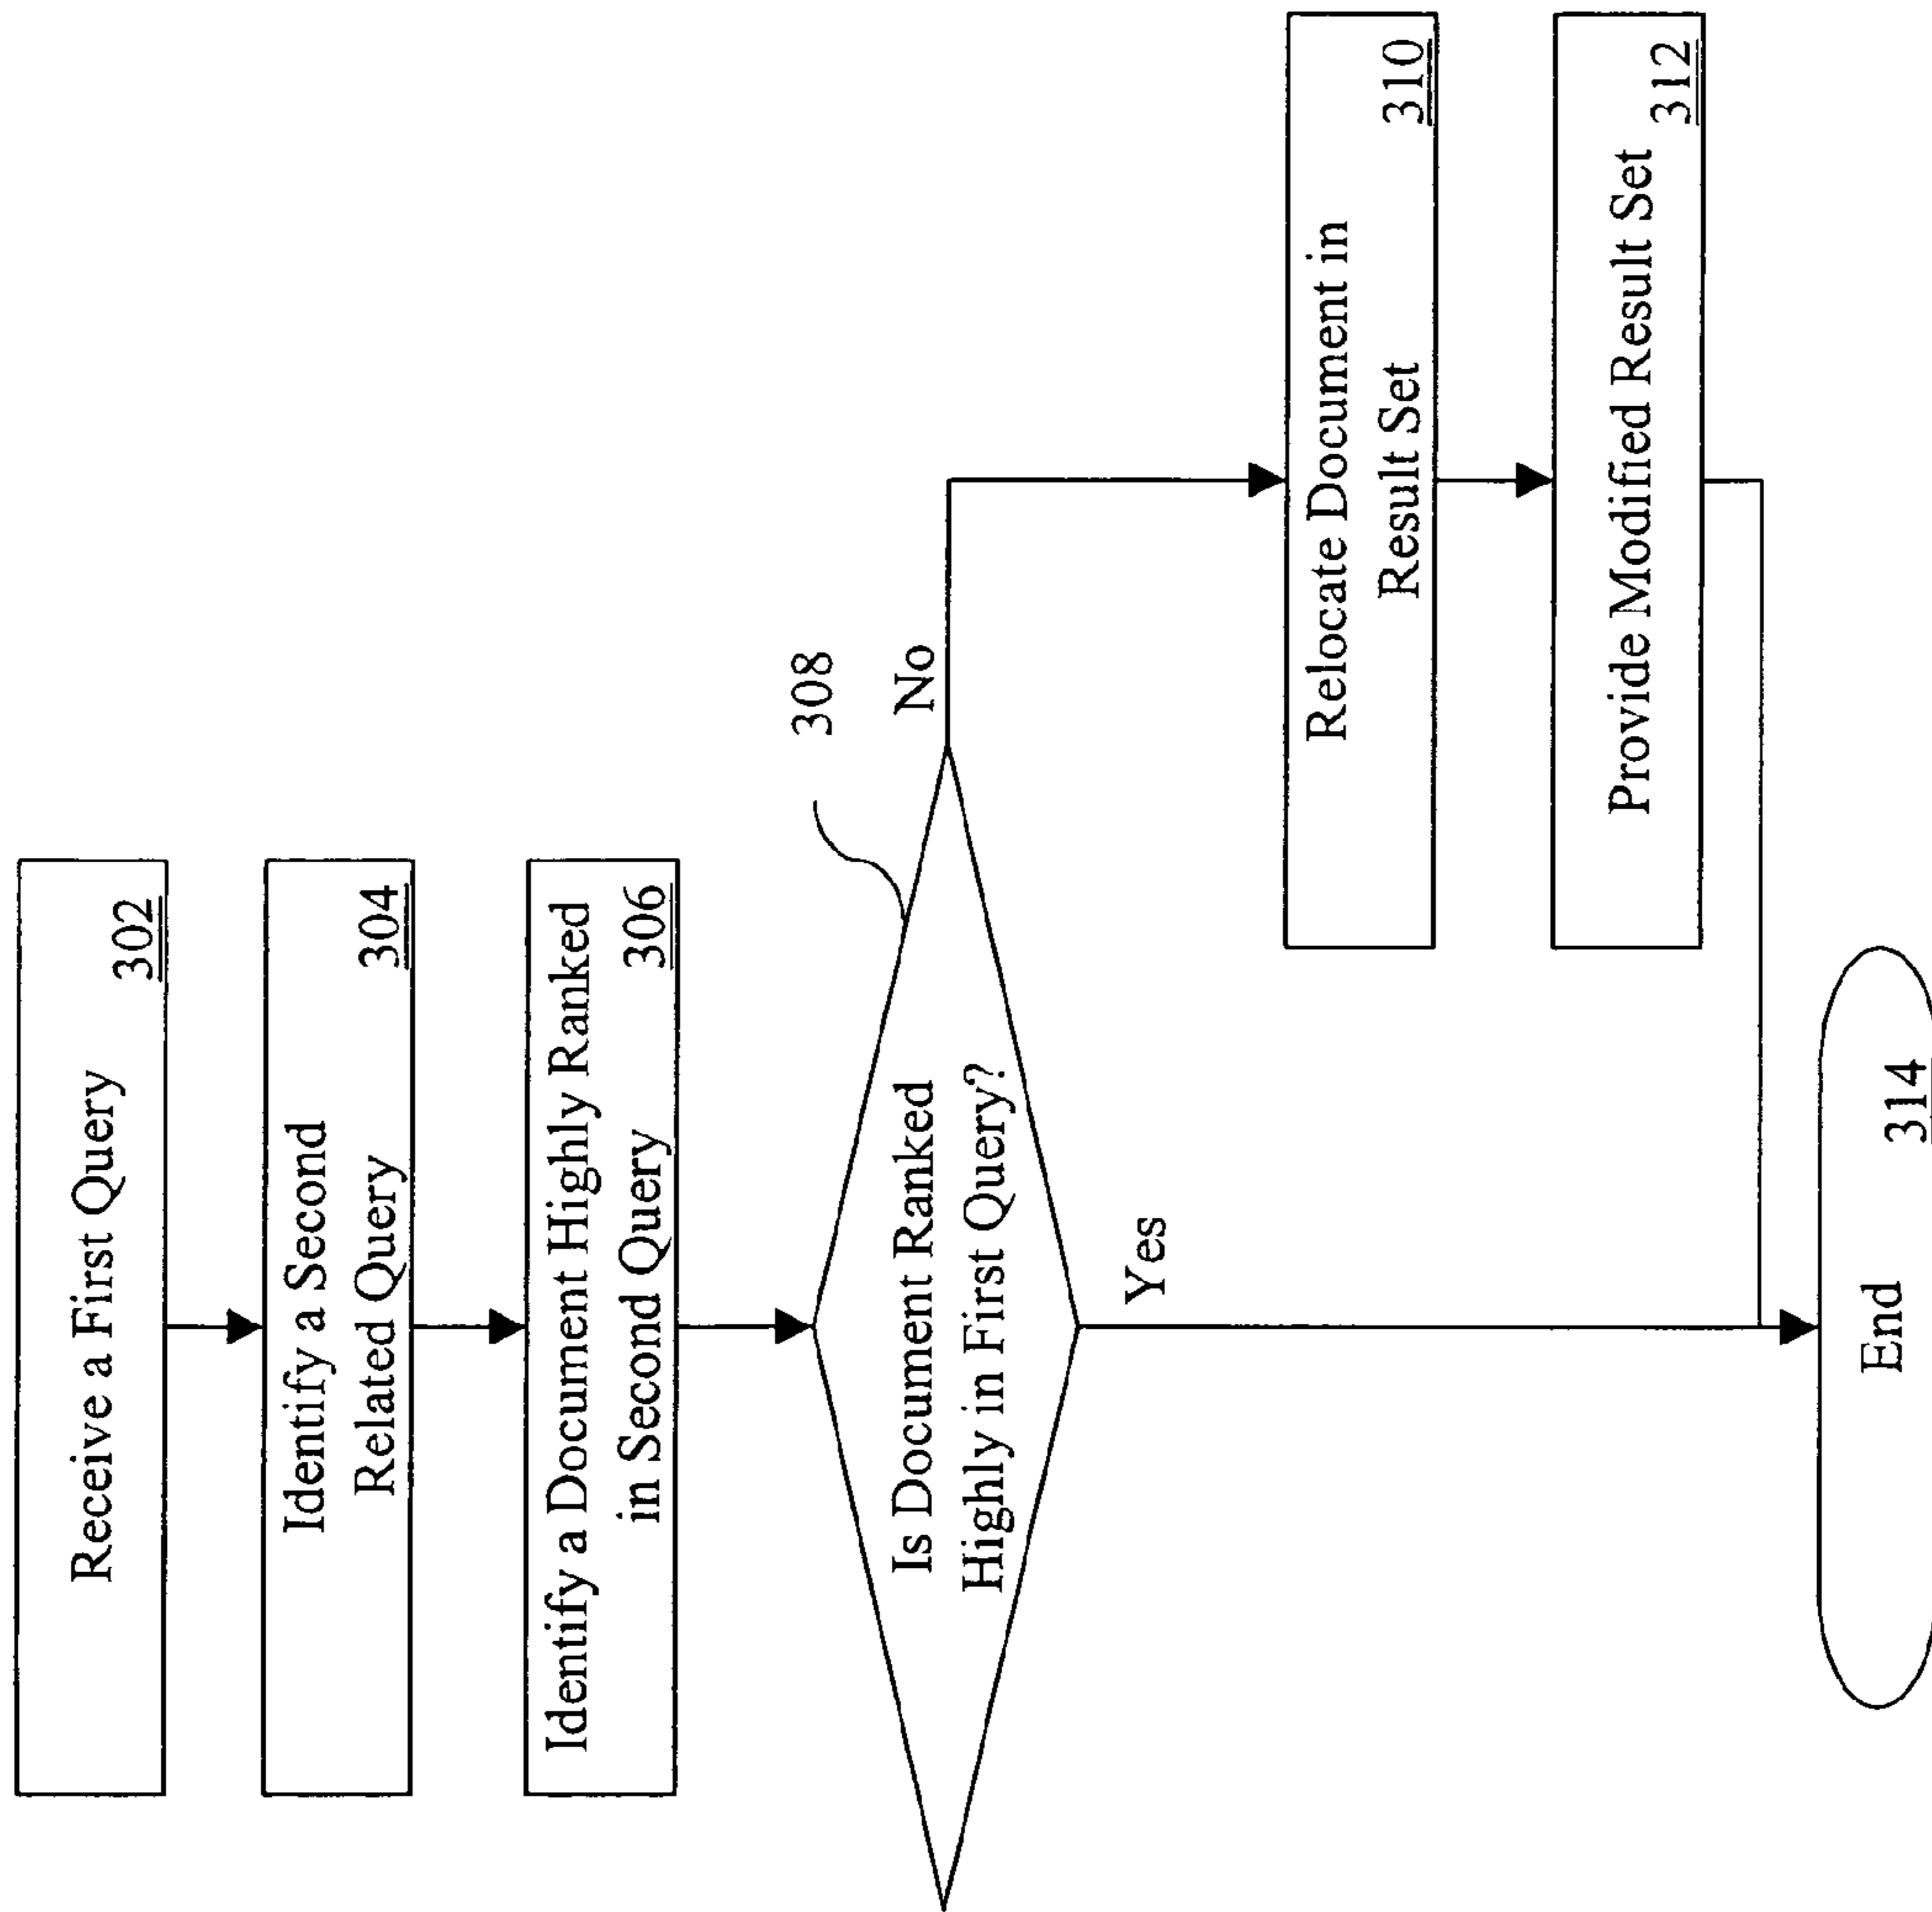 Receive a First Query
302
Identify a Second
Related Query
304
Identify a Document Highly Ranked
in Second Query
306
308
Is Document Ranked
Highly in First Query?
No
Yes
Relocate Document in
Result Set
310
Provide Modified Result Set
312
End
314